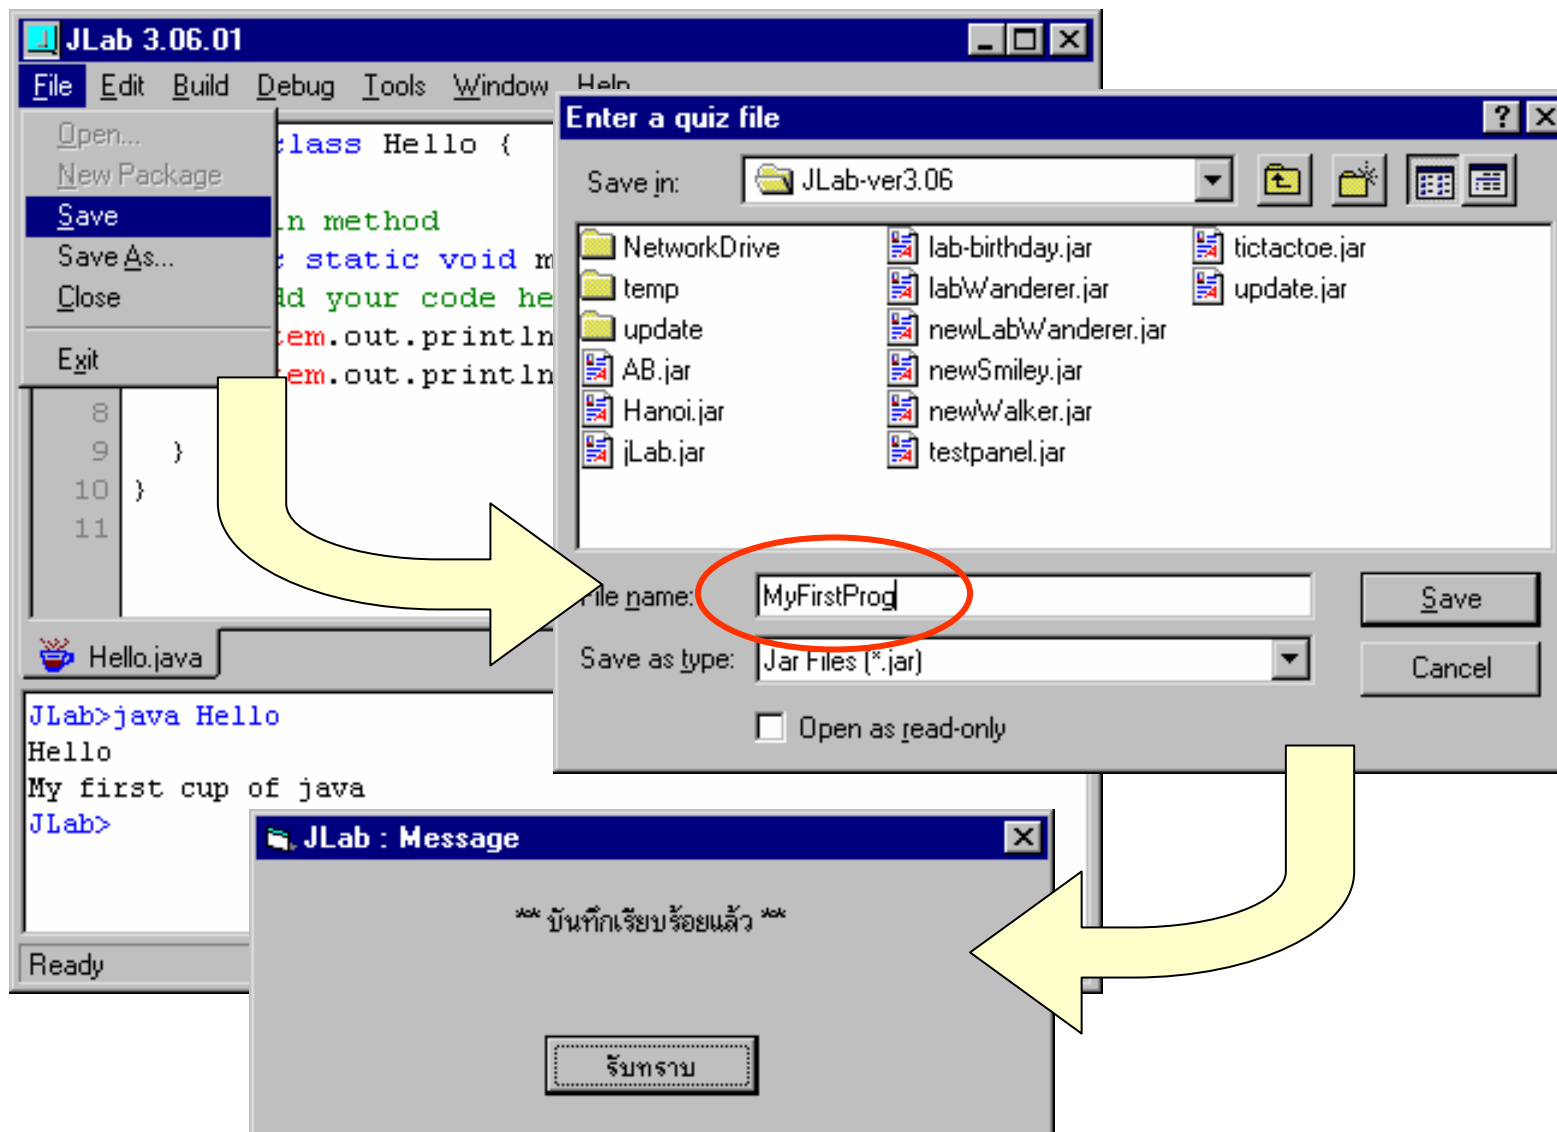 JLab 3.06.01
File Edit Build Debug Tools Window Help
Open...
New Package
Save
Save As...
Close
Exit
class Hello {
in method
static void m
dd your code he
tem.out.println
tem.out.println
8
9 }
10 }
11
Hello.java
JLab>java Hello
Hello
My first cup of java
JLab>
Ready
Enter a quiz file
Save in: JLab-ver3.06
NetworkDrive
temp
update
AB.jar
Hanoi.jar
jLab.jar
lab-birthday.jar
labWanderer.jar
newLabWanderer.jar
newSmiley.jar
newWalker.jar
testpanel.jar
tictactoe.jar
update.jar
File name: MyFirstProg Save
Save as type: Jar Files (*.jar) Cancel
Open as read-only
JLab : Message
*** บันทึกเรียบร้อยแล้ว ***
รับทราบ